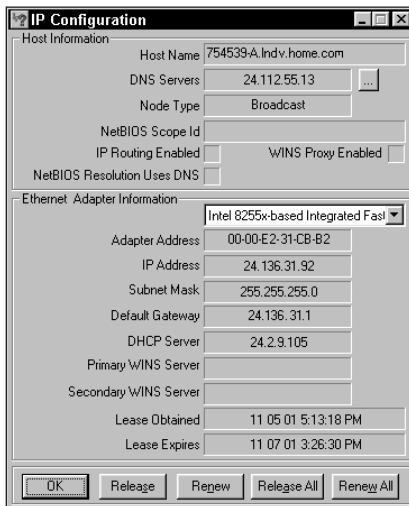 IP Configuration
Host Information
Host Name 754539-A.lndv.home.com
DNS Servers 24.112.55.13 ...
Node Type Broadcast
NetBIOS Scope Id
IP Routing Enabled WINS Proxy Enabled
NetBIOS Resolution Uses DNS
Ethernet Adapter Information
Intel 8255x-based Integrated Fast
Adapter Address 00-00-E2-31-CB-B2
IP Address 24.136.31.92
Subnet Mask 255.255.255.0
Default Gateway 24.136.31.1
DHCP Server 24.2.9.105
Primary WINS Server
Secondary WINS Server
Lease Obtained 11 05 01 5:13:18 PM
Lease Expires 11 07 01 3:26:30 PM
OK Release Renew Release All Renew All